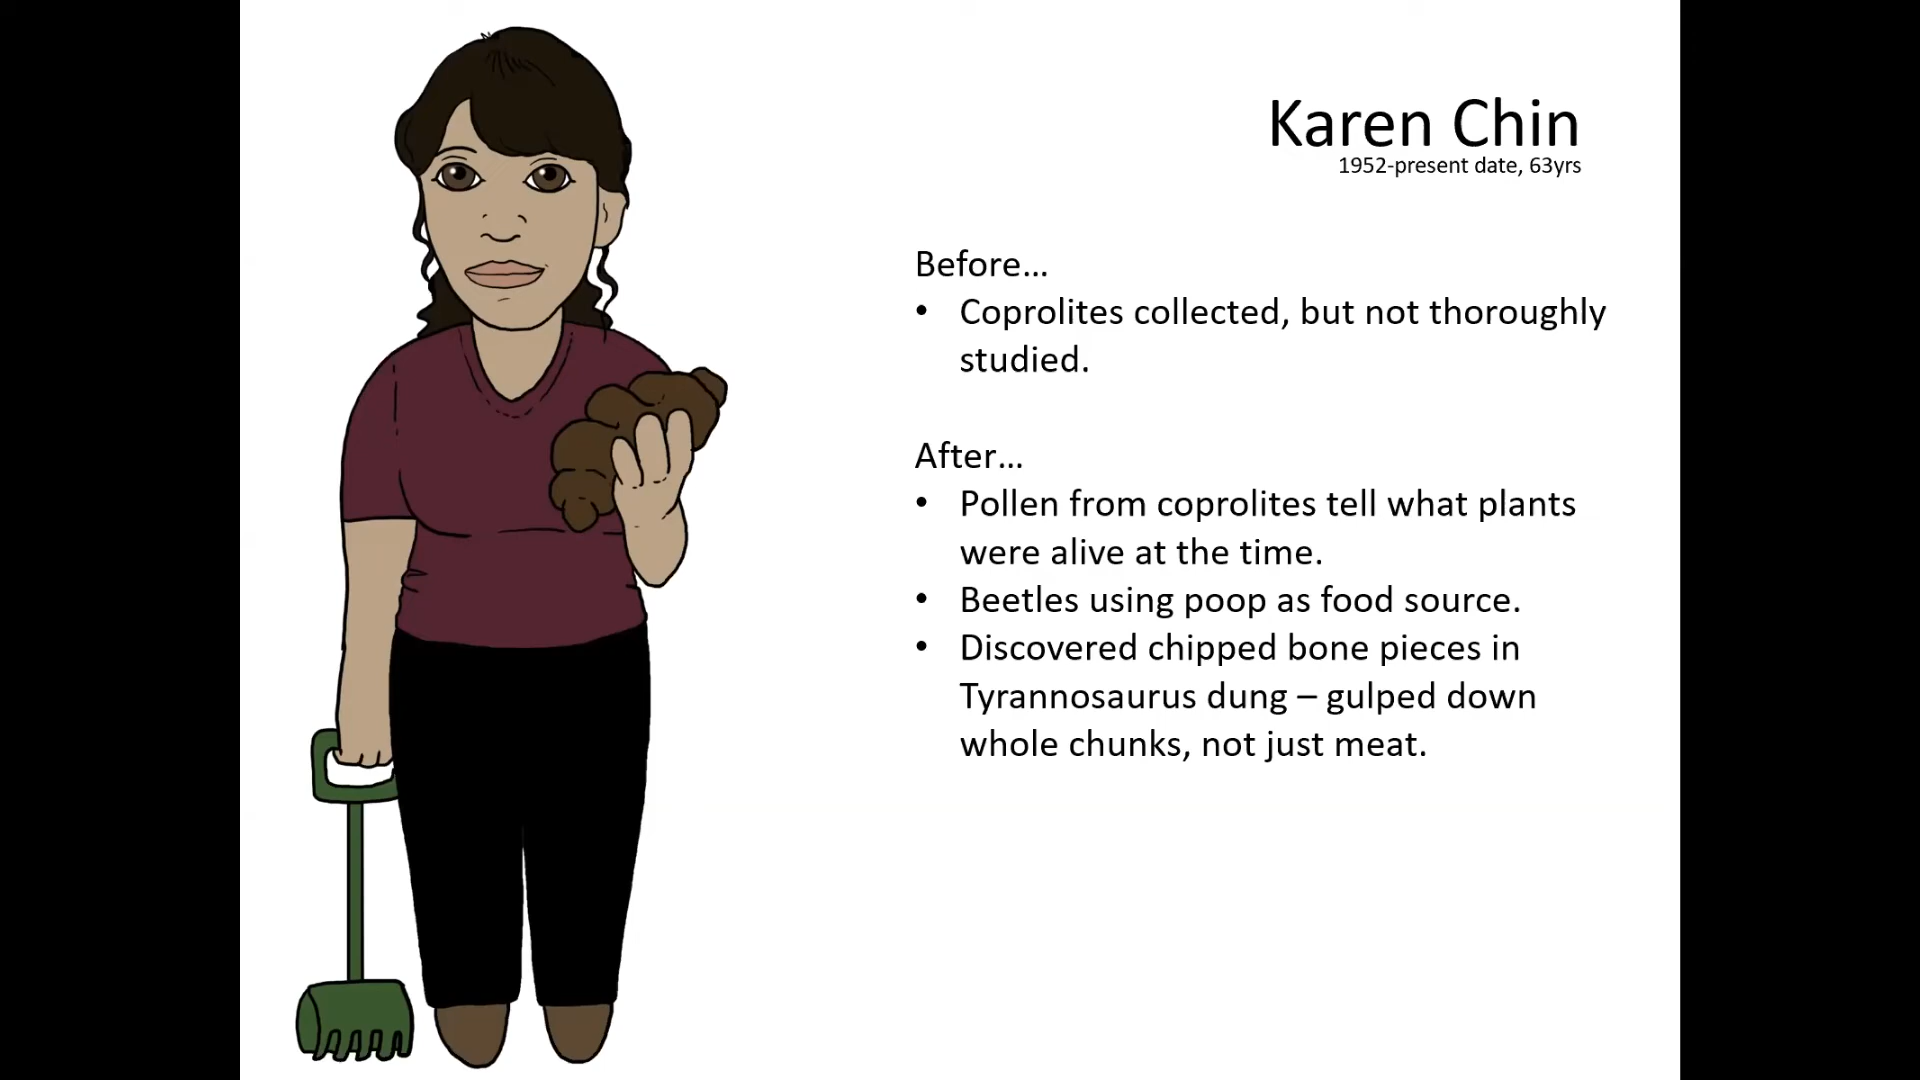 Karen Chin
1952-present date, 63yrs
Before…
• Coprolites collected, but not thoroughly
studied.
After…
• Pollen from coprolites tell what plants
were alive at the time.
• Beetles using poop as food source.
• Discovered chipped bone pieces in
Tyrannosaurus dung – gulped down
whole chunks, not just meat.